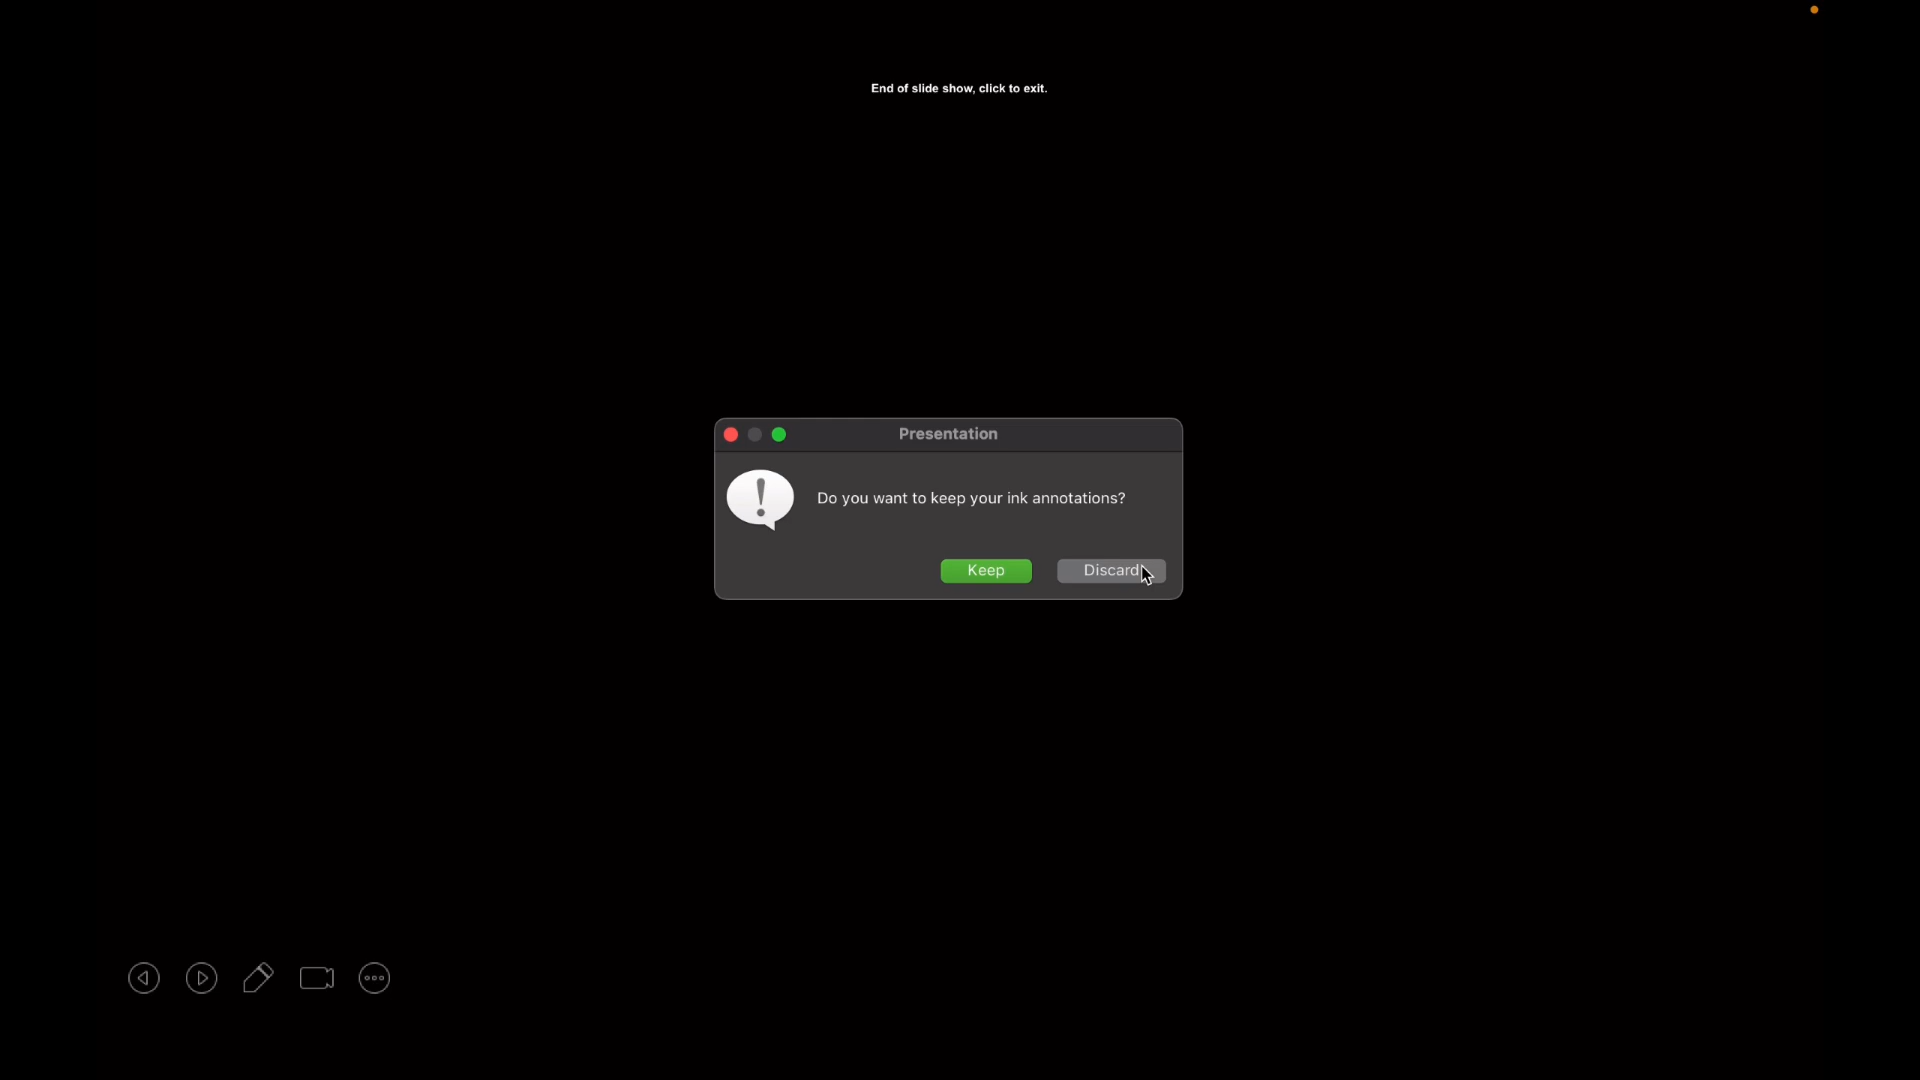 End of slide show, click to exit.
Presentation
Do you want to keep your ink annotations?
Keep
Discard